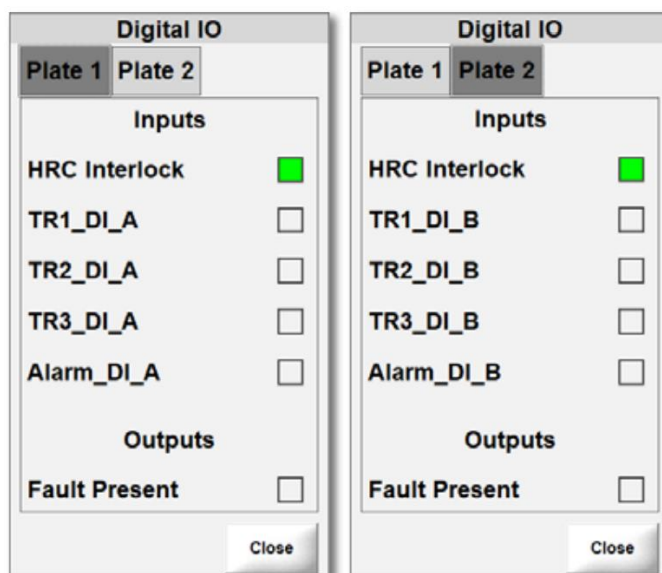 Digital IO
Plate 1 Plate 2
Inputs
HRC Interlock
TR1_DI_A
TR2_DI_A
TR3_DI_A
Alarm_DI_A
Outputs
Fault Present
Close
Digital IO
Plate 1 Plate 2
Inputs
HRC Interlock
TR1_DI_B
TR2_DI_B
TR3_DI_B
Alarm_DI_B
Outputs
Fault Present
Close